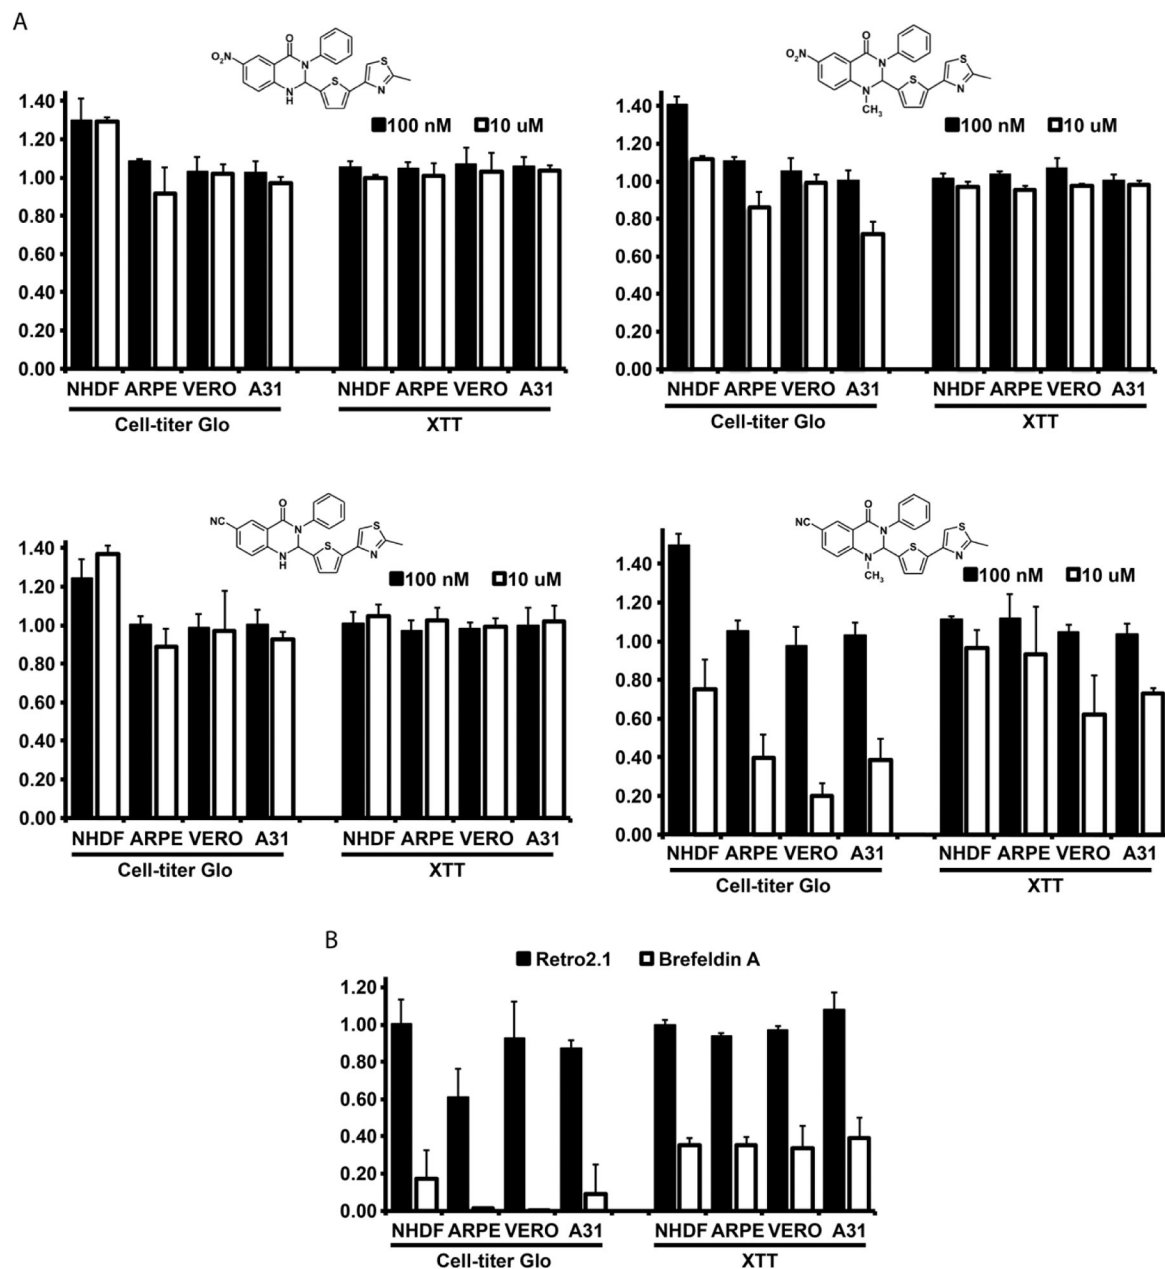 A
O
NO₂
N
N
H
S
S
N
100 nM 10 uM
1.40
1.20
1.00
0.80
0.60
0.40
0.20
0.00
NHDF ARPE VERO A31 NHDF ARPE VERO A31
Cell-titer Glo XTT
O
NO₂
N
N
CH₃
S
S
N
100 nM 10 uM
1.40
1.20
1.00
0.80
0.60
0.40
0.20
0.00
NHDF ARPE VERO A31 NHDF ARPE VERO A31
Cell-titer Glo XTT
O
NC
N
N
H
S
S
N
100 nM 10 uM
1.40
1.20
1.00
0.80
0.60
0.40
0.20
0.00
NHDF ARPE VERO A31 NHDF ARPE VERO A31
Cell-titer Glo XTT
O
NC
N
N
CH₃
S
S
N
100 nM 10 uM
1.40
1.20
1.00
0.80
0.60
0.40
0.20
0.00
NHDF ARPE VERO A31 NHDF ARPE VERO A31
Cell-titer Glo XTT
B
Retro2.1 Brefeldin A
1.20
1.00
0.80
0.60
0.40
0.20
0.00
NHDF ARPE VERO A31 NHDF ARPE VERO A31
Cell-titer Glo XTT